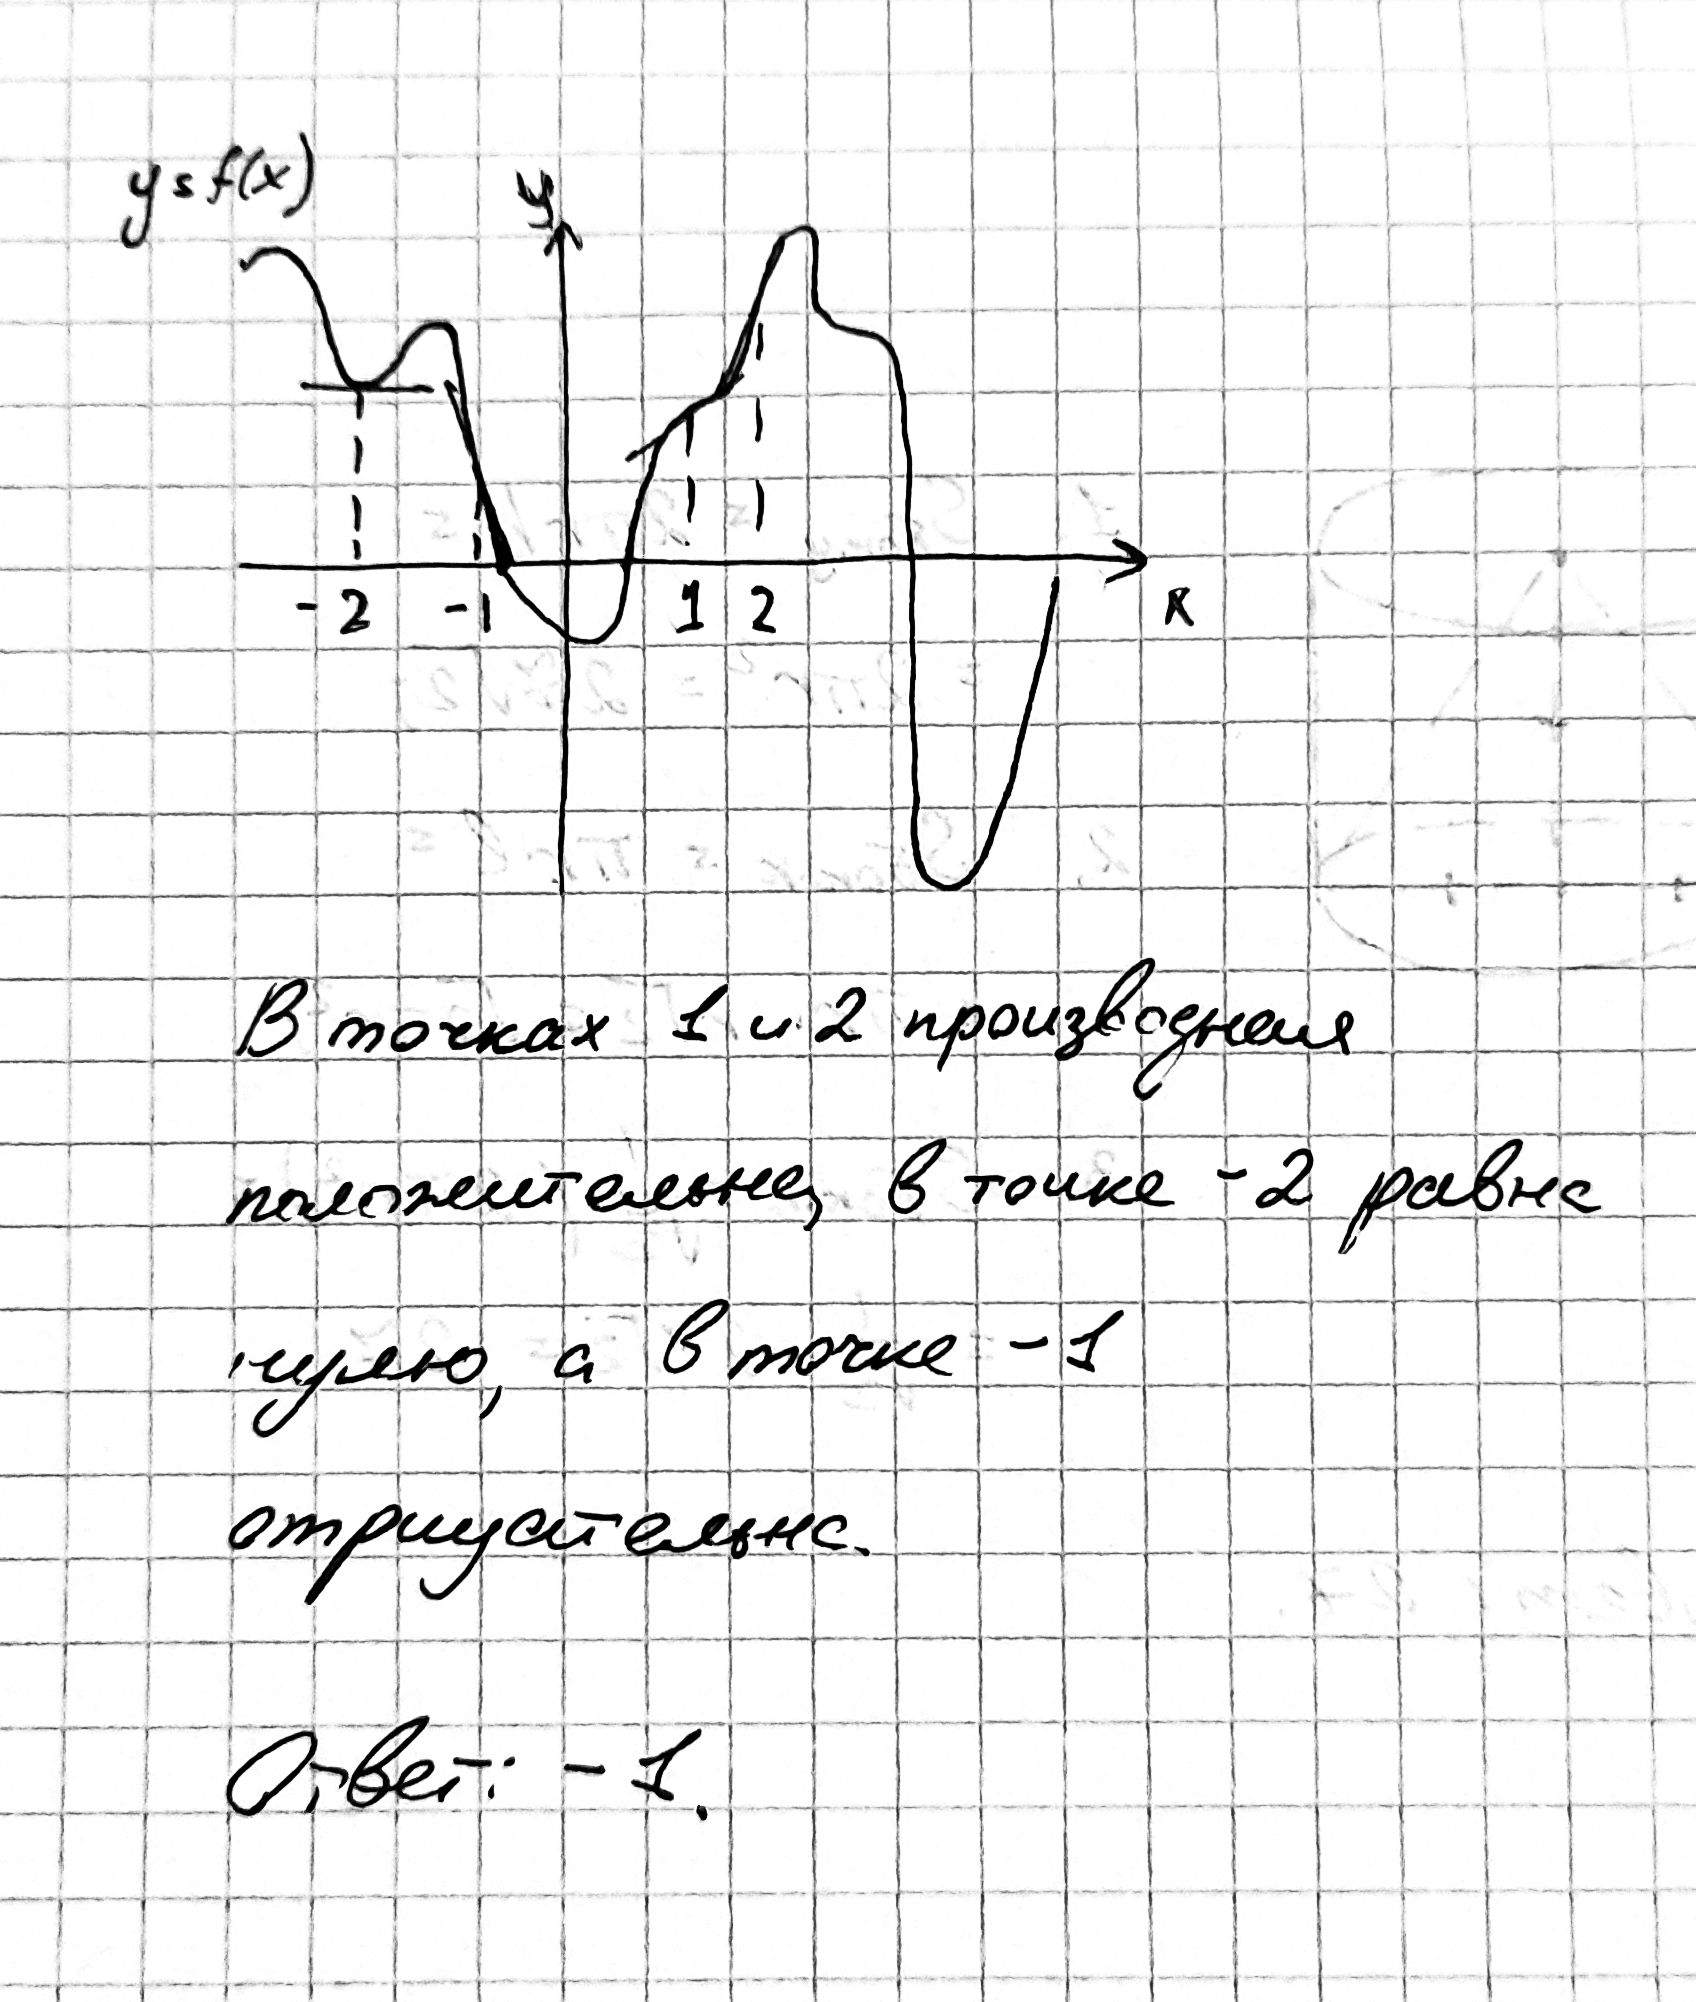 y = f(x)
y
-2 -1 1 2 x
В точках 1 и 2 производная
положительна, в точке -2 равна
нулю, а в точке -1
отрицательна.
Ответ: -1.